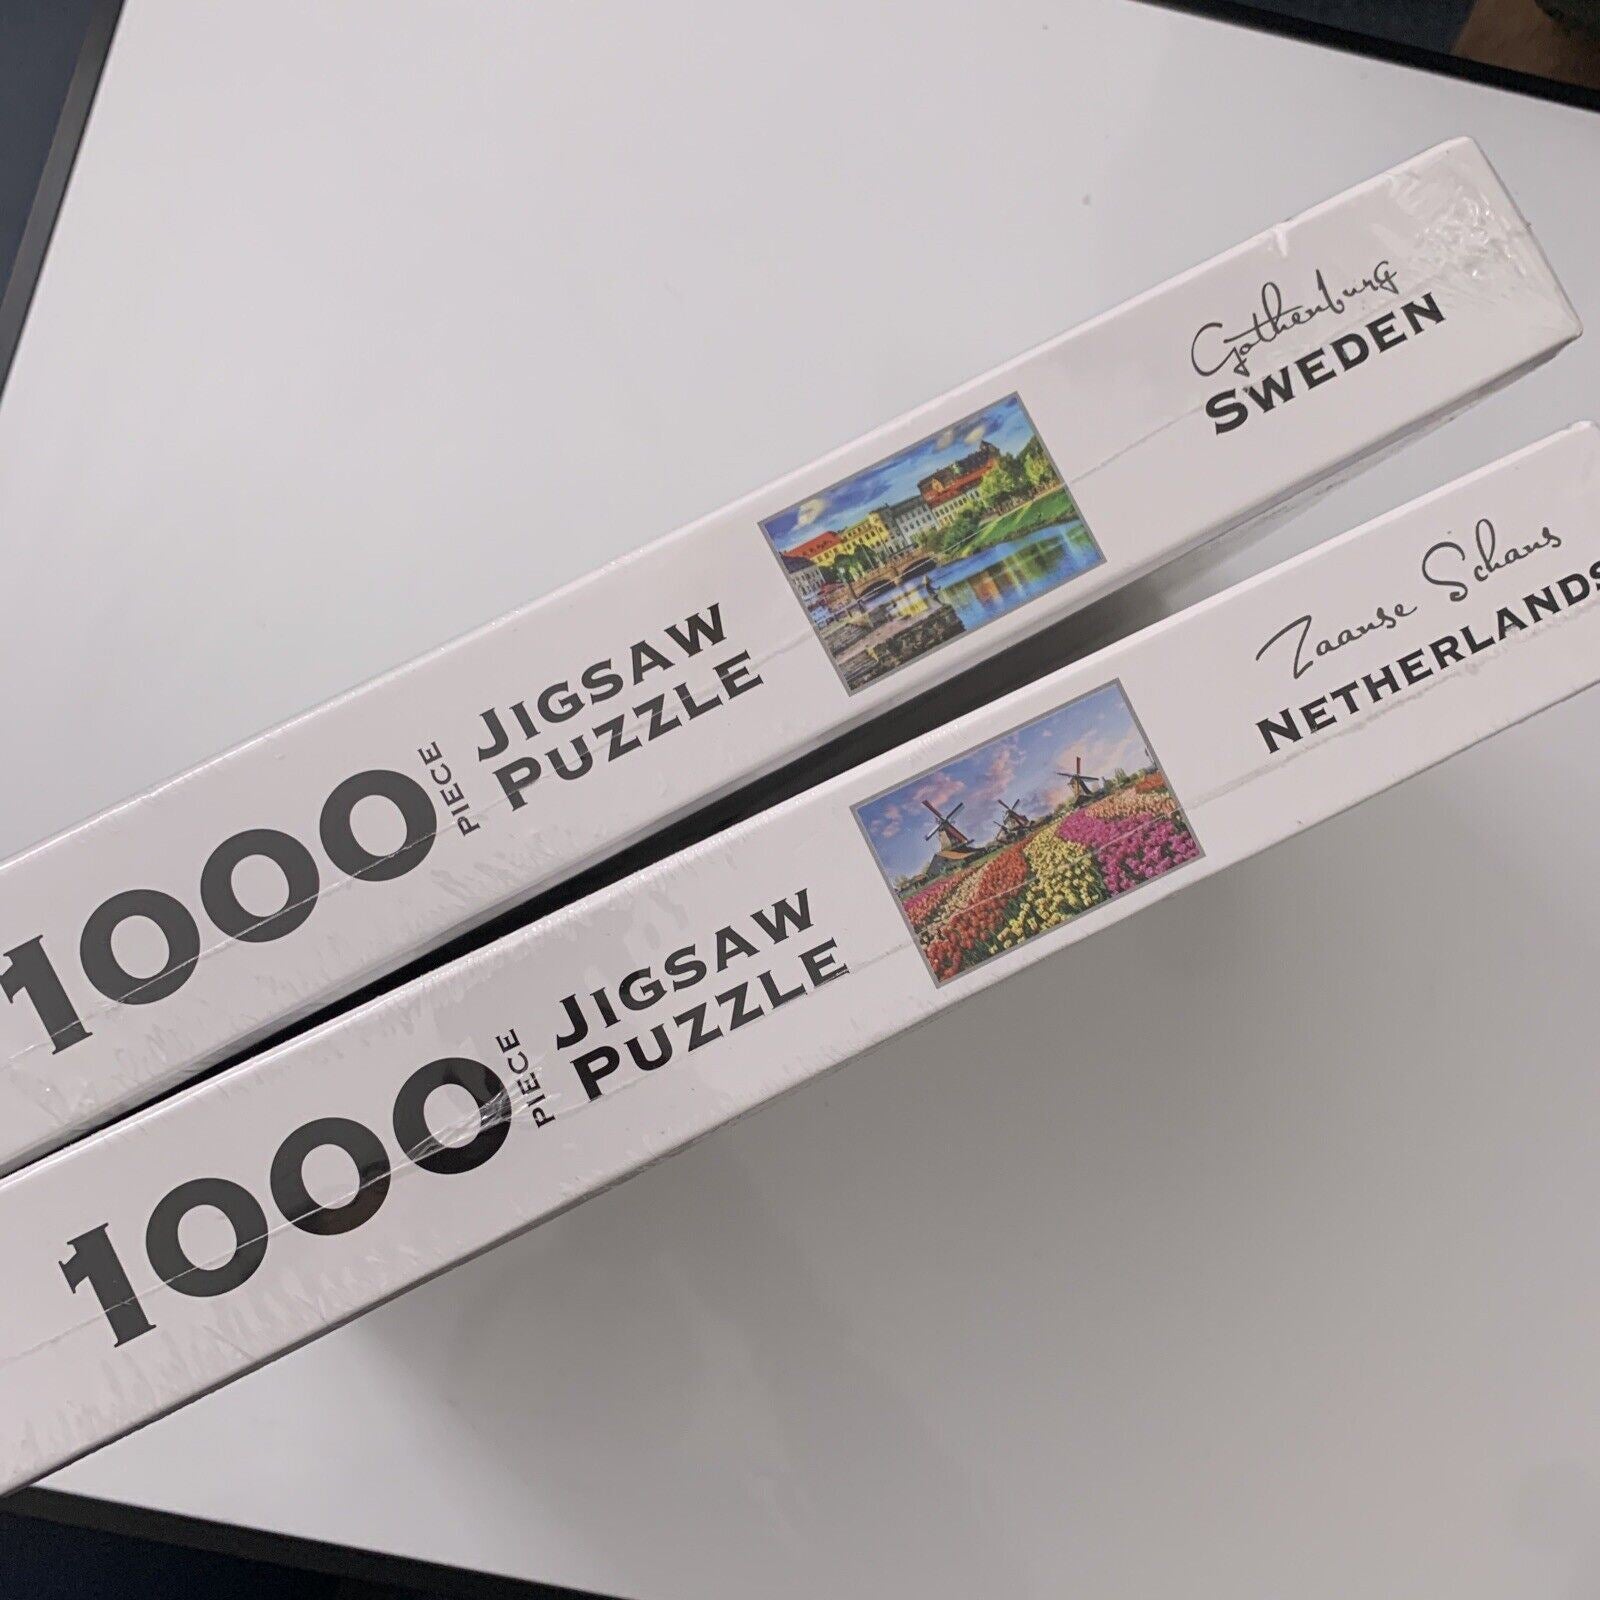 1000
PIECE
JIGSAW
PUZZLE
Gothenburg
SWEDEN
1000
PIECE
JIGSAW
PUZZLE
Zaanse Schans
NETHERLANDS